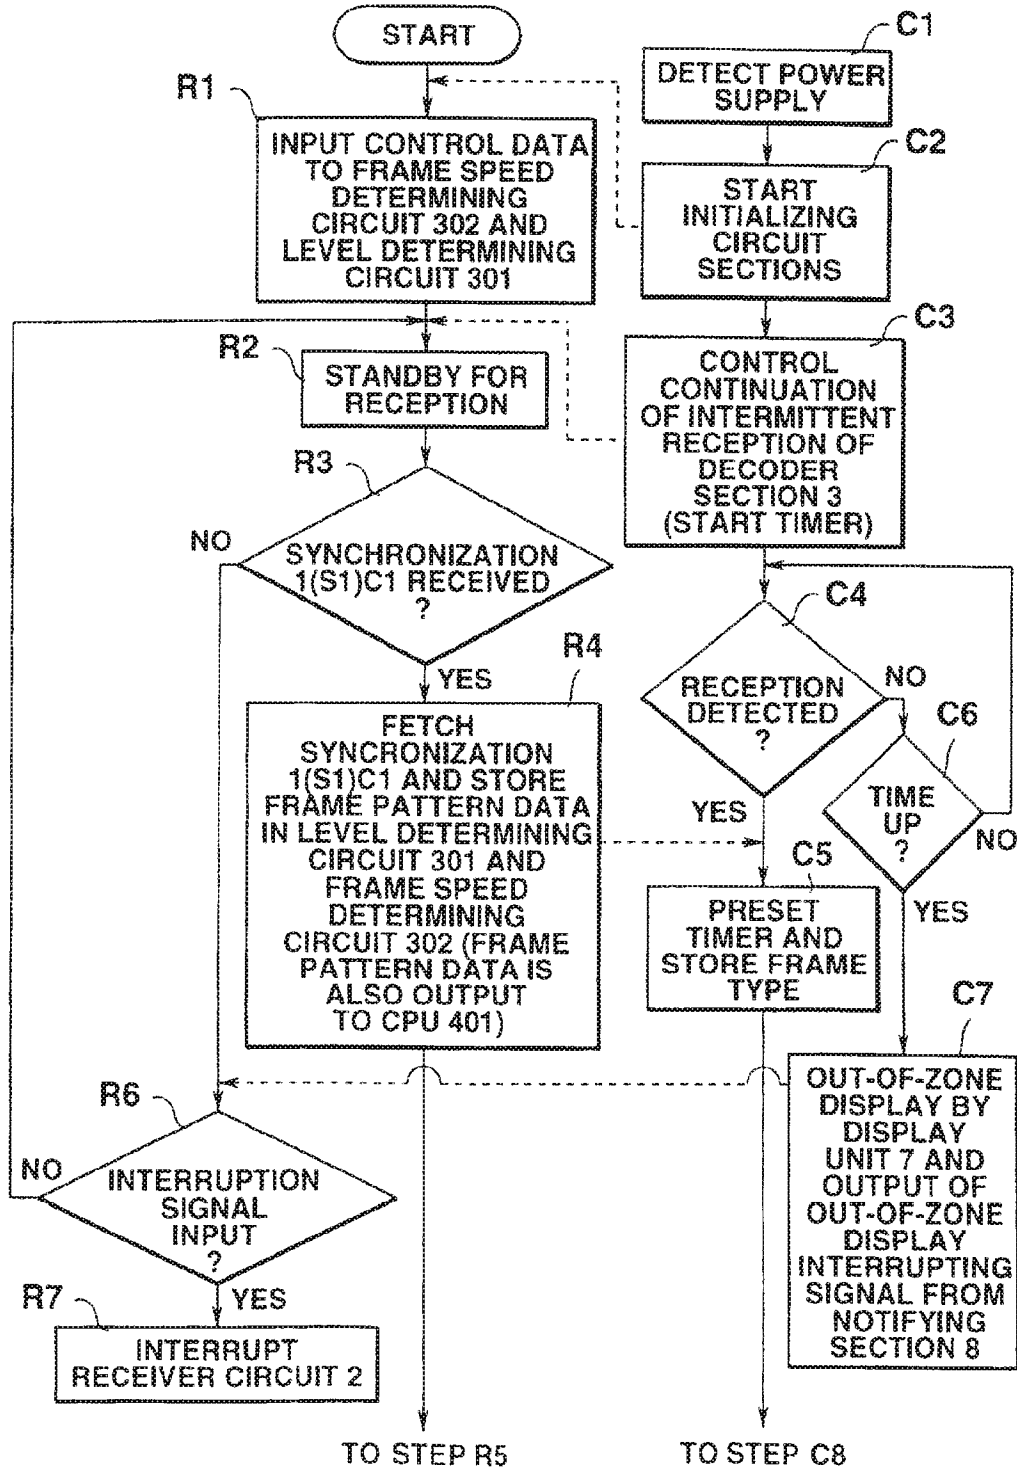 START
R1
INPUT CONTROL DATA
TO FRAME SPEED
DETERMINING
CIRCUIT 302 AND
LEVEL DETERMINING
CIRCUIT 301
R2
STANDBY FOR
RECEPTION
R3
NO
SYNCHRONIZATION
1(S1)C1 RECEIVED
?
YES
R4
FETCH
SYNCRONIZATION
1(S1)C1 AND STORE
FRAME PATTERN DATA
IN LEVEL DETERMINING
CIRCUIT 301 AND
FRAME SPEED
DETERMINING
CIRCUIT 302 (FRAME
PATTERN DATA IS
ALSO OUTPUT
TO CPU 401)
R6
NO
INTERRUPTION
SIGNAL
INPUT
?
YES
R7
INTERRUPT
RECEIVER CIRCUIT 2
TO STEP R5
C1
DETECT POWER
SUPPLY
C2
START
INITIALIZING
CIRCUIT
SECTIONS
C3
CONTROL
CONTINUATION
OF INTERMITTENT
RECEPTION OF
DECODER
SECTION 3
(START TIMER)
C4
RECEPTION
DETECTED
?
NO
YES
C6
TIME
UP
?
NO
YES
C5
PRESET
TIMER AND
STORE FRAME
TYPE
C7
OUT-OF-ZONE
DISPLAY BY
DISPLAY
UNIT 7 AND
OUTPUT OF
OUT-OF-ZONE
DISPLAY
INTERRUPTING
SIGNAL FROM
NOTIFYING
SECTION 8
TO STEP C8